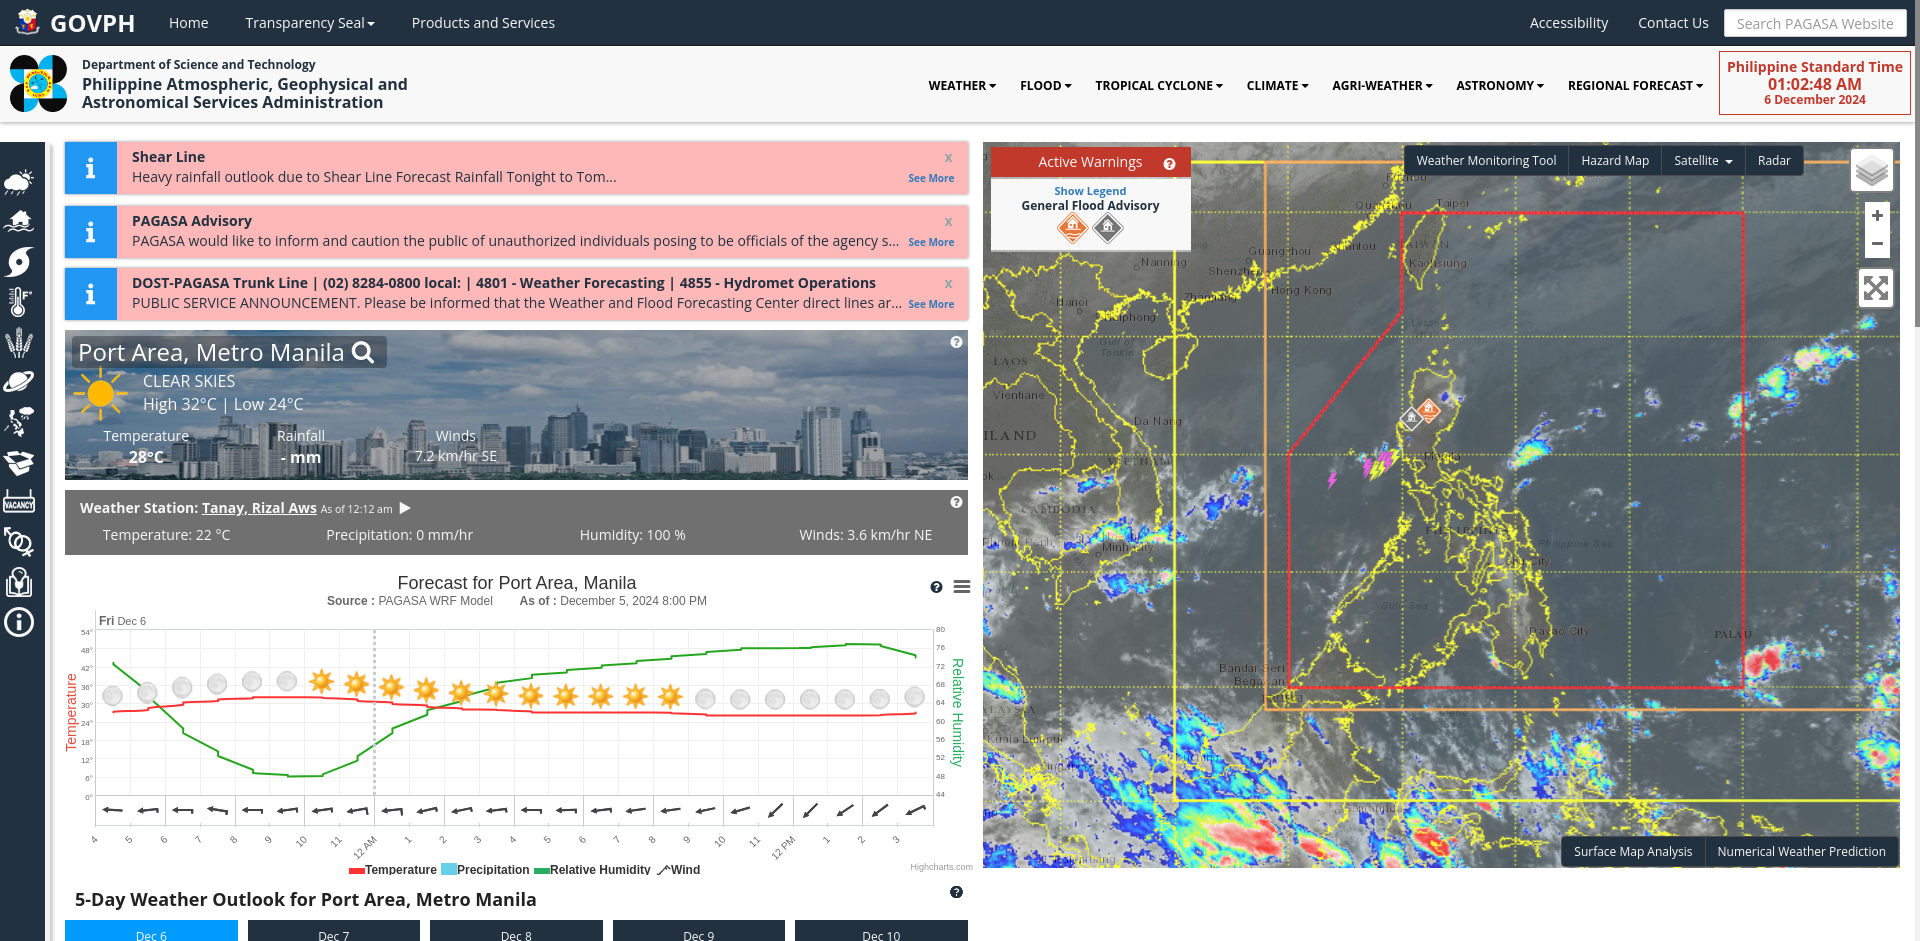 GOVPH
Home
Transparency Seal
Products and Services
Accessibility
Contact Us
Search PAGASA Website
Department of Science and Technology
Philippine Atmospheric, Geophysical and
Astronomical Services Administration
WEATHER
FLOOD
TROPICAL CYCLONE
CLIMATE
AGRI-WEATHER
ASTRONOMY
REGIONAL FORECAST
Philippine Standard Time
01:02:48 AM
6 December 2024
Shear Line
x
Heavy rainfall outlook due to Shear Line Forecast Rainfall Tonight to Tom...
See More
PAGASA Advisory
x
PAGASA would like to inform and caution the public of unauthorized individuals posing to be officials of the agency s...
See More
DOST-PAGASA Trunk Line | (02) 8284-0800 local: | 4801 - Weather Forecasting | 4855 - Hydromet Operations
x
PUBLIC SERVICE ANNOUNCEMENT. Please be informed that the Weather and Flood Forecasting Center direct lines ar...
See More
Port Area, Metro Manila
CLEAR SKIES
High 32°C | Low 24°C
Temperature
28°C
Rainfall
- mm
Winds
7.2 km/hr SE
Weather Station: Tanay, Rizal Aws As of 12:12 am
Temperature: 22 °C
Precipitation: 0 mm/hr
Humidity: 100 %
Winds: 3.6 km/hr NE
VACANCY
Forecast for Port Area, Manila
Source : PAGASA WRF Model
As of : December 5, 2024 8:00 PM
Fri Dec 6
Temperature
54°
48°
42°
36°
30°
24°
18°
12°
6°
0°
Relative Humidity
80
76
72
68
64
60
56
52
48
44
4
5
6
7
8
9
10
11
12 AM
1
2
3
4
5
6
7
8
9
10
11
12 PM
1
2
3
Temperature
Precipitation
Relative Humidity
Wind
Highcharts.com
5-Day Weather Outlook for Port Area, Metro Manila
Dec 6
Dec 7
Dec 8
Dec 9
Dec 10
Active Warnings
Show Legend
General Flood Advisory
Weather Monitoring Tool
Hazard Map
Satellite
Radar
+
−
Taipei
Guangzhou
Nanning
Shenzhen
Kaohsiung
Hong Kong
Hanoi
Zhanjiang
Haiphong
Gulf of
Tonkin
LAOS
Vientiane
Da Nang
VIETNAM
CAMBODIA
Minh City
Philippine Sea
Sulu Sea
Davao City
PALAU
Bandar Seri
Begawan
Kuala Lumpur
Samarinda
Palembang
Surface Map Analysis
Numerical Weather Prediction